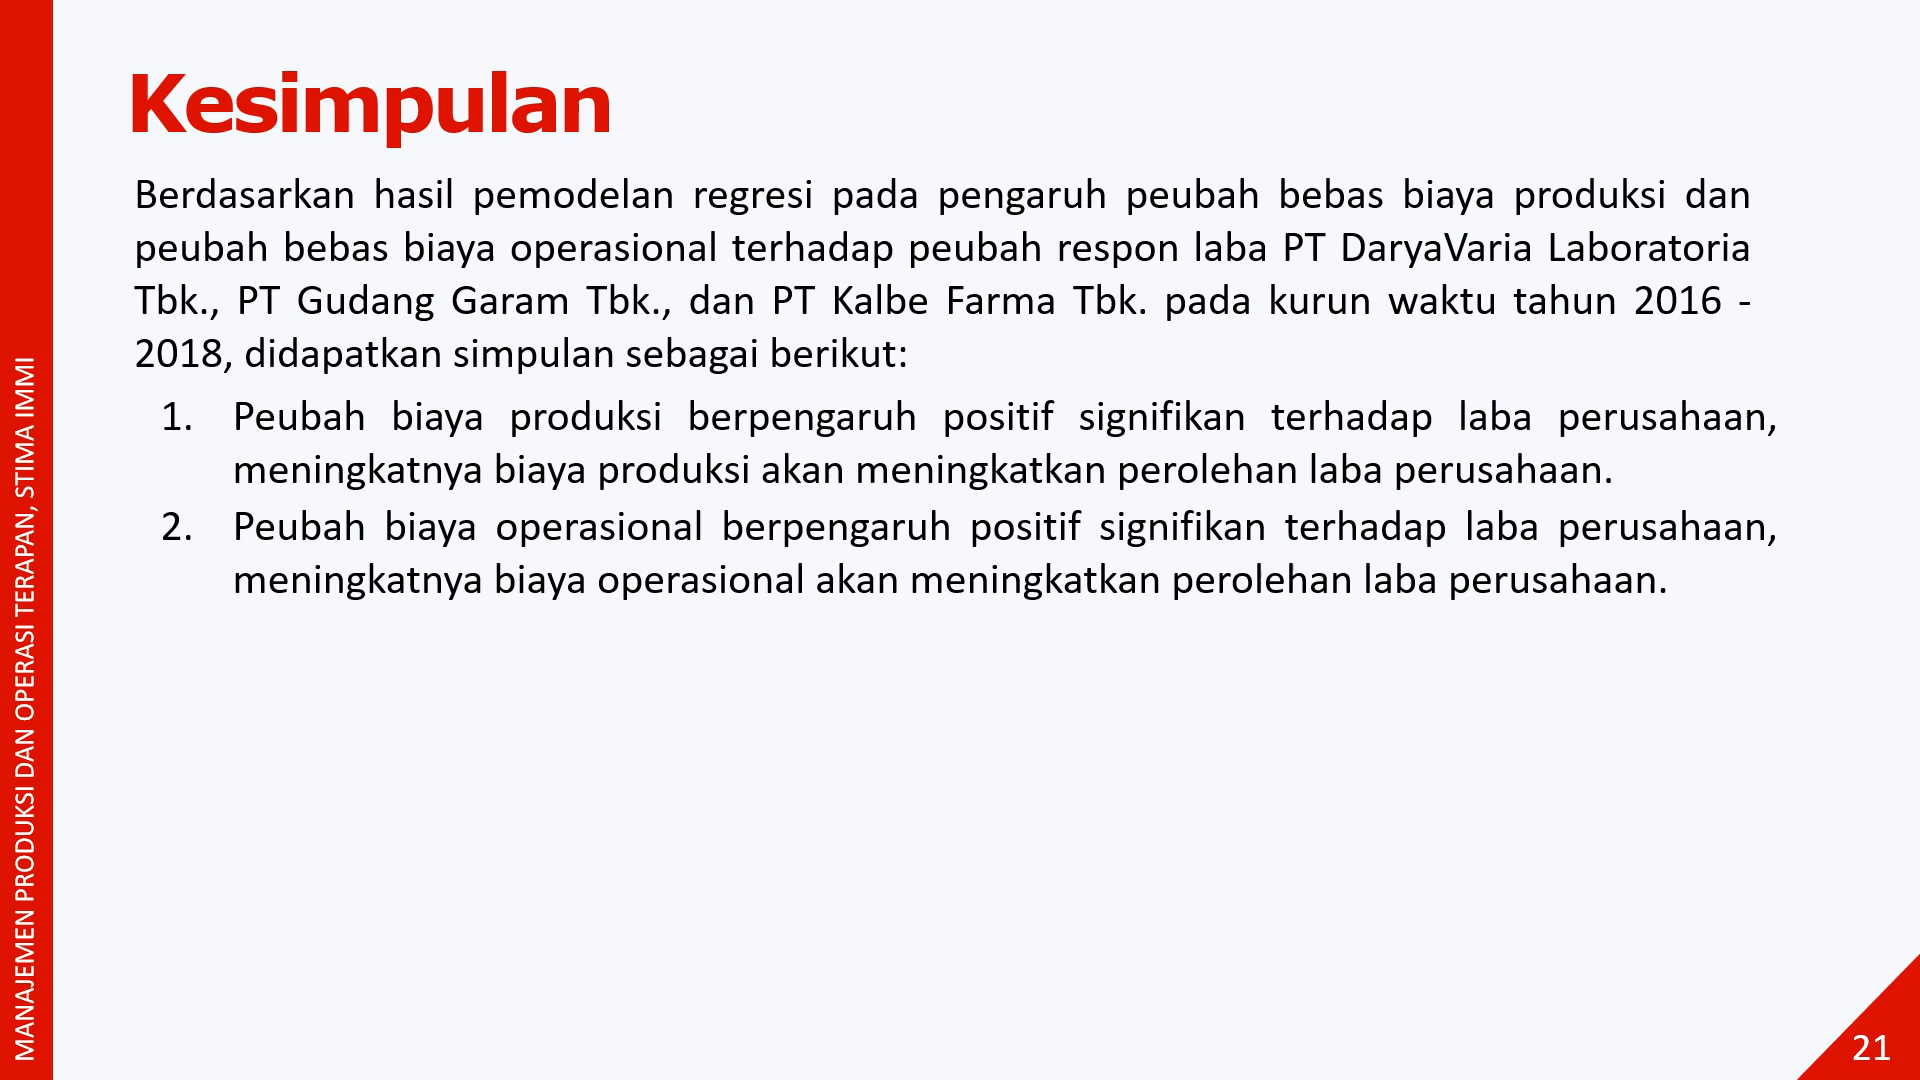 Kesimpulan
Berdasarkan hasil pemodelan regresi pada pengaruh peubah bebas biaya produksi dan
peubah bebas biaya operasional terhadap peubah respon laba PT DaryaVaria Laboratoria
Tbk., PT Gudang Garam Tbk., dan PT Kalbe Farma Tbk. pada kurun waktu tahun 2016 -
2018, didapatkan simpulan sebagai berikut:
1. Peubah biaya produksi berpengaruh positif signifikan terhadap laba perusahaan,
meningkatnya biaya produksi akan meningkatkan perolehan laba perusahaan.
2. Peubah biaya operasional berpengaruh positif signifikan terhadap laba perusahaan,
meningkatnya biaya operasional akan meningkatkan perolehan laba perusahaan.
MANAJEMEN PRODUKSI DAN OPERASI TERAPAN, STIMA IMMI
21